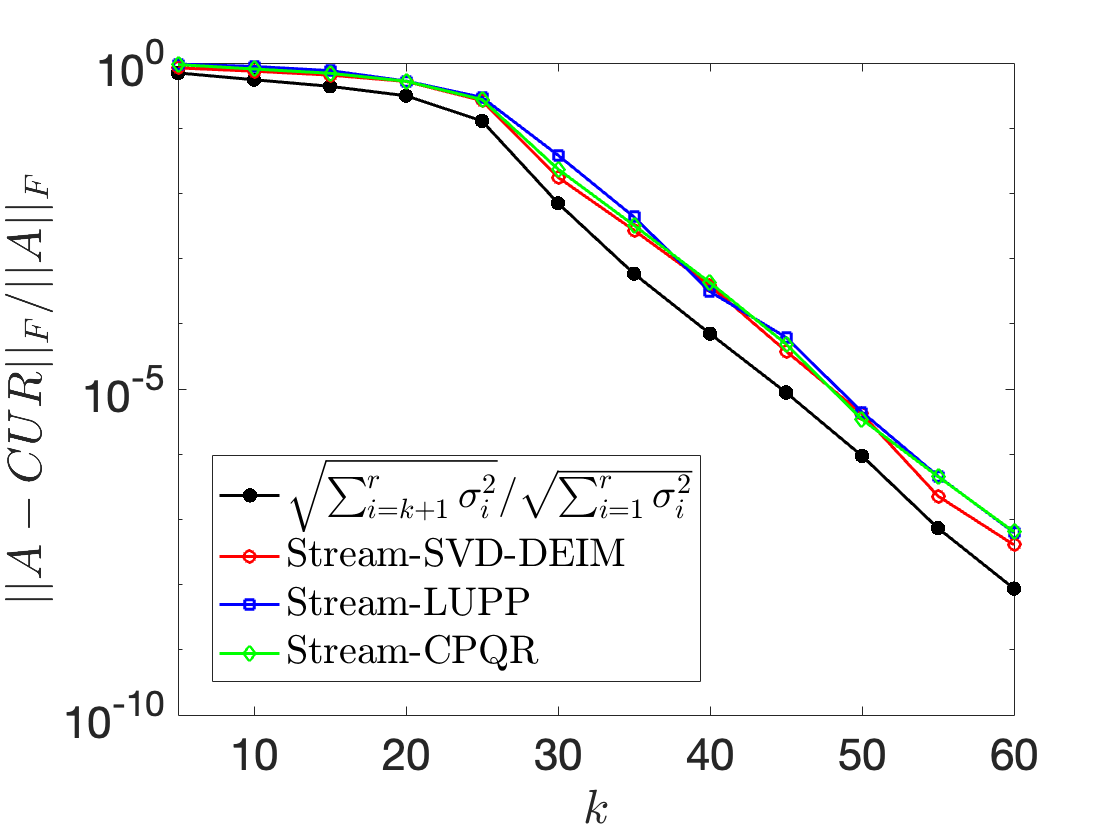 ||A − CUR||_F/||A||_F
10^0
10^-5
10^-10
10 20 30 40 50 60
k
√∑_{i=k+1}^r σ_i^2/√∑_{i=1}^r σ_i^2
Stream-SVD-DEIM
Stream-LUPP
Stream-CPQR